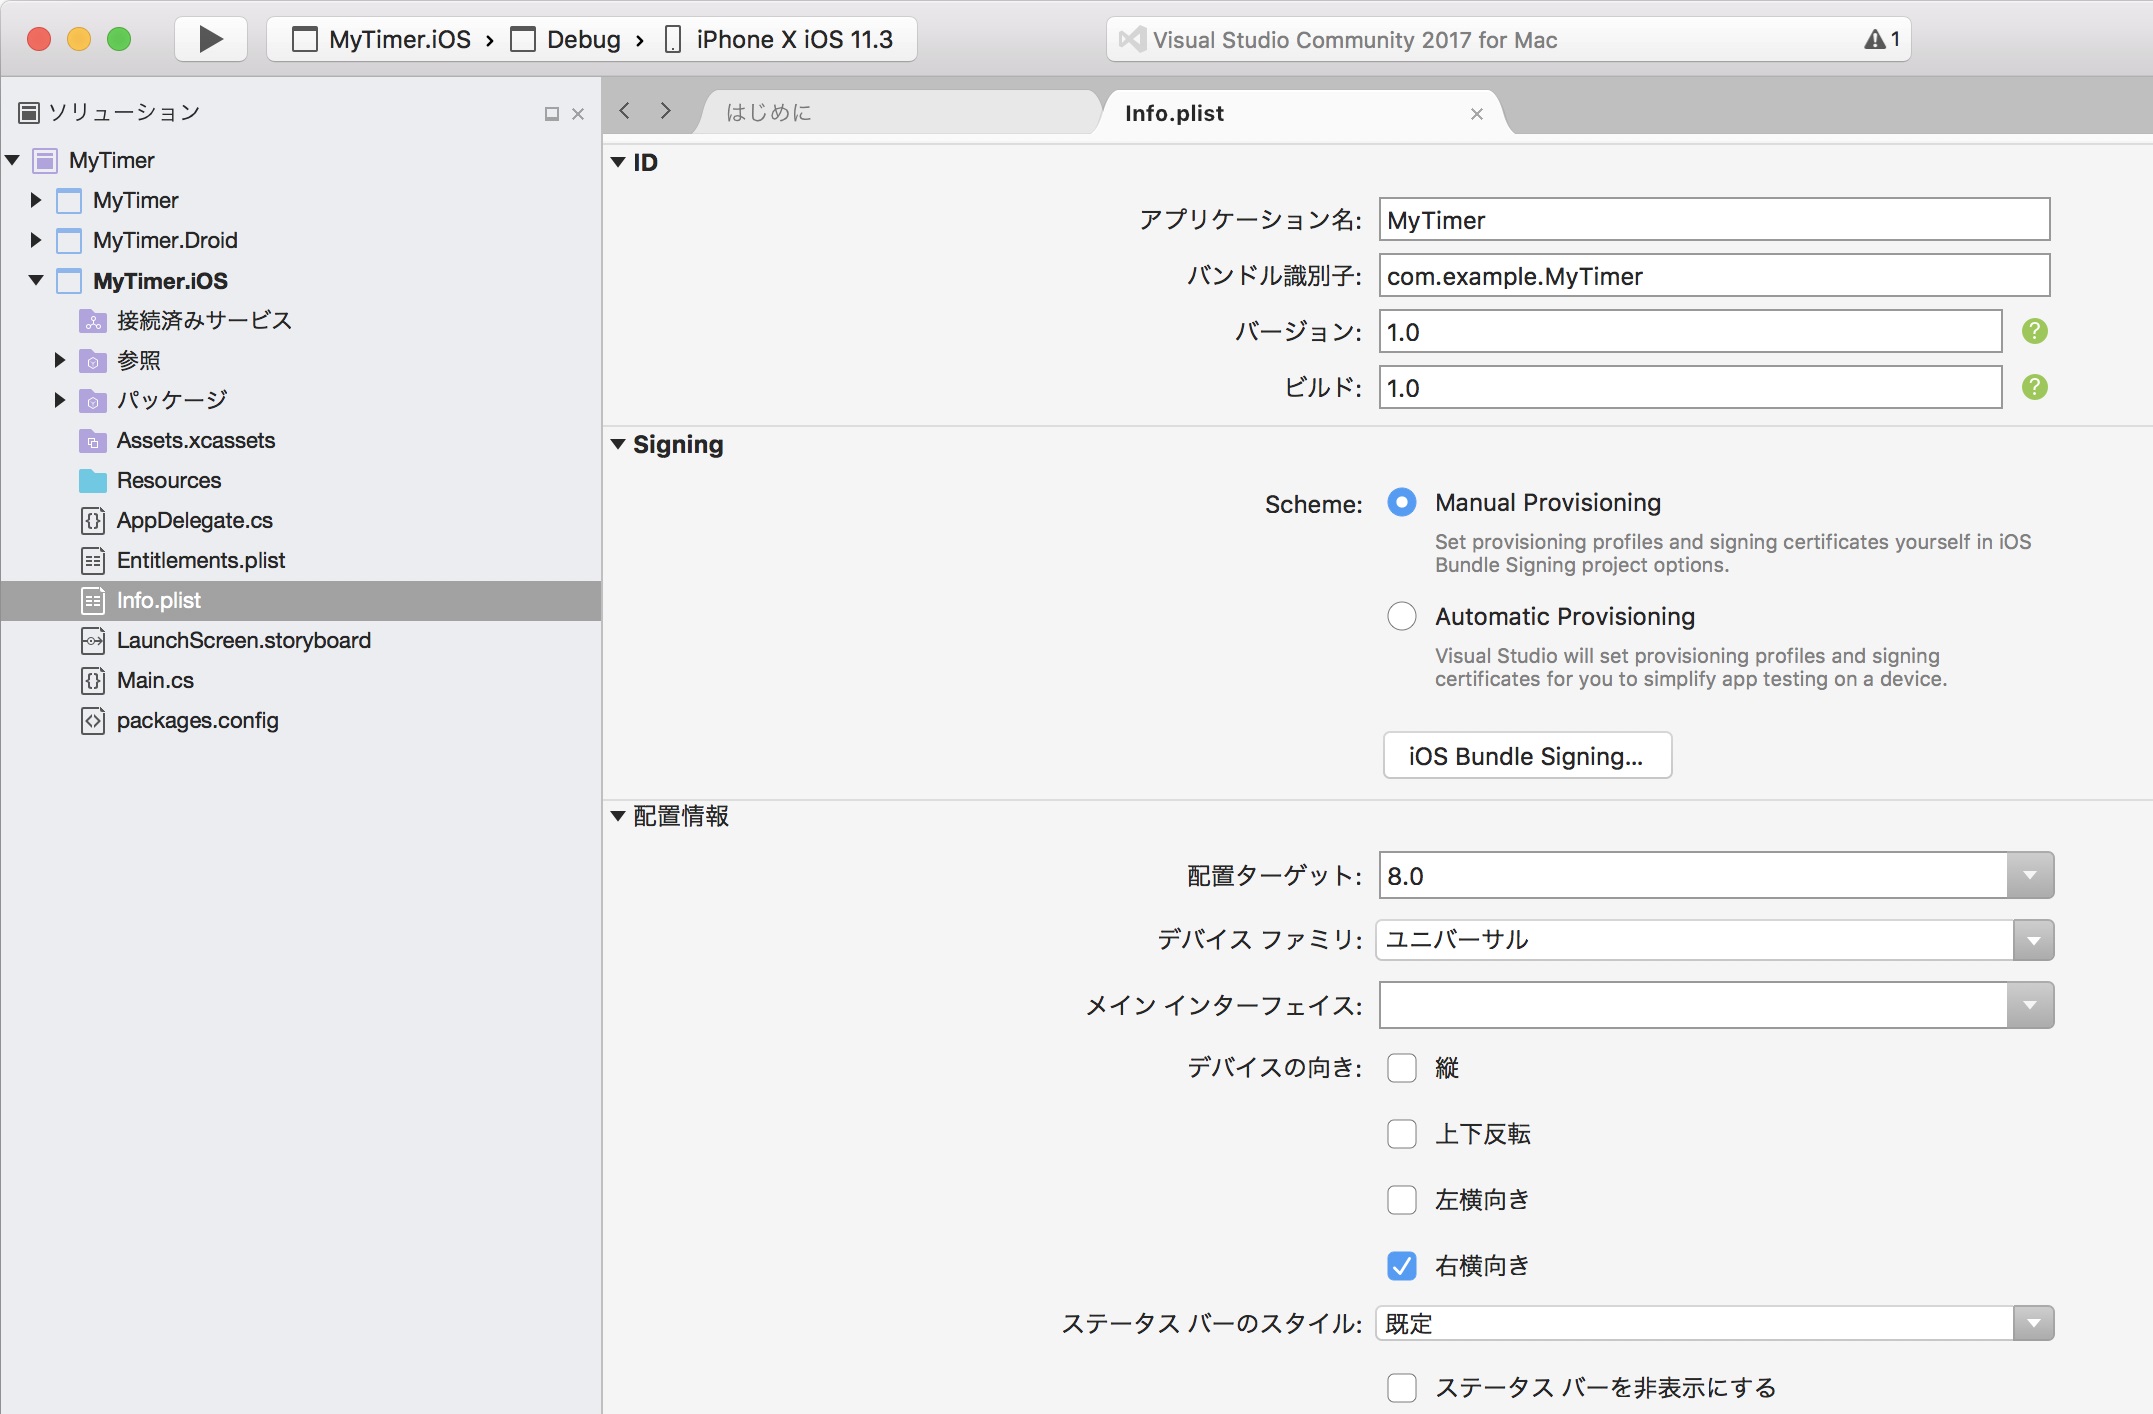 MyTimer.iOS › Debug › iPhone X iOS 11.3
Visual Studio Community 2017 for Mac
1
ソリューション
MyTimer
MyTimer
MyTimer.Droid
MyTimer.iOS
接続済みサービス
参照
パッケージ
Assets.xcassets
Resources
AppDelegate.cs
Entitlements.plist
Info.plist
LaunchScreen.storyboard
Main.cs
packages.config
はじめに
Info.plist
ID
アプリケーション名: MyTimer
バンドル識別子: com.example.MyTimer
バージョン: 1.0 ?
ビルド: 1.0 ?
Signing
Scheme: Manual Provisioning
Set provisioning profiles and signing certificates yourself in iOS
Bundle Signing project options.
Automatic Provisioning
Visual Studio will set provisioning profiles and signing
certificates for you to simplify app testing on a device.
iOS Bundle Signing...
配置情報
配置ターゲット: 8.0
デバイス ファミリ: ユニバーサル
メイン インターフェイス:
デバイスの向き: 縦
上下反転
左横向き
右横向き
ステータス バーのスタイル: 既定
ステータス バーを非表示にする